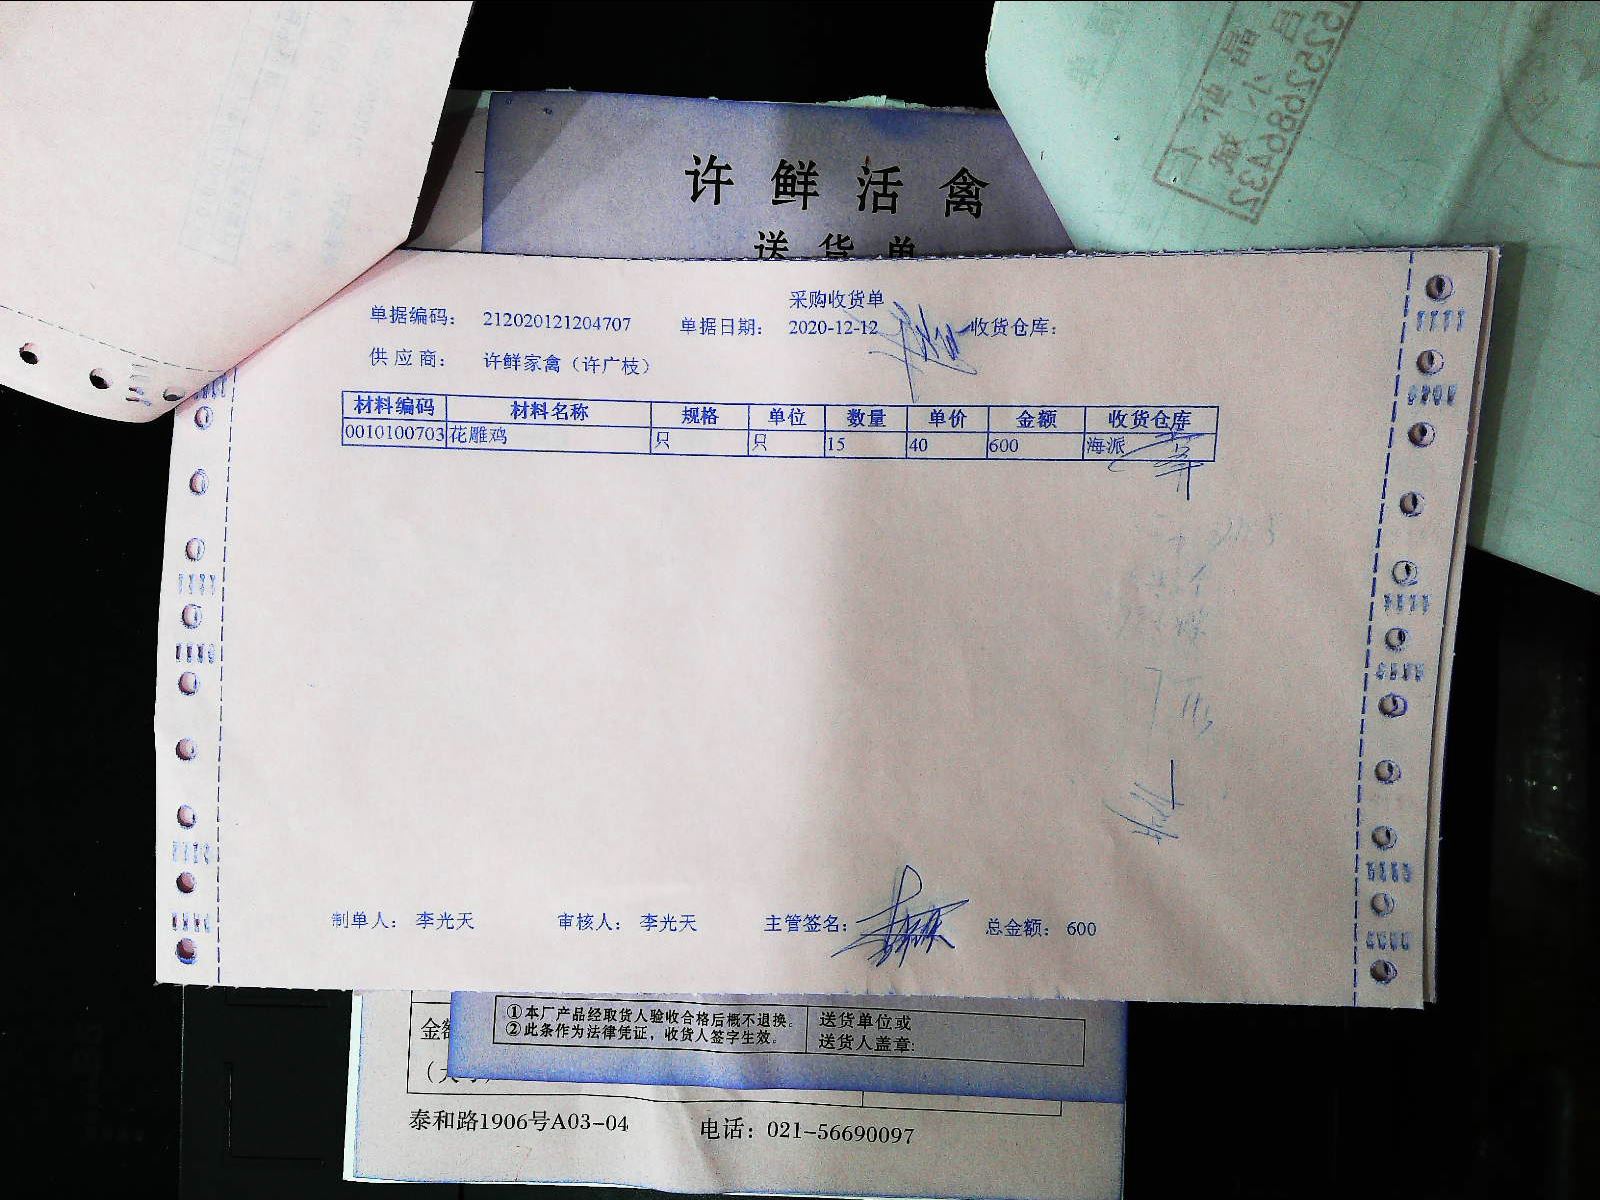 许鲜活禽
送货单
采购收货单
单据编码： 212020121204707 单据日期： 2020-12-12 收货仓库：
供应商： 许鲜家禽（许广枝）
材料编码 材料名称 规格 单位 数量 单价 金额 收货仓库
0010100703 花雕鸡 只 只 15 40 600 海派
制单人： 李光天 审核人： 李光天 主管签名： 总金额： 600
①本厂产品经取货人验收合格后概不退换。 送货单位或
②此条作为法律凭证，收货人签字生效。 送货人盖章:
泰和路1906号A03-04 电话：021-56690097